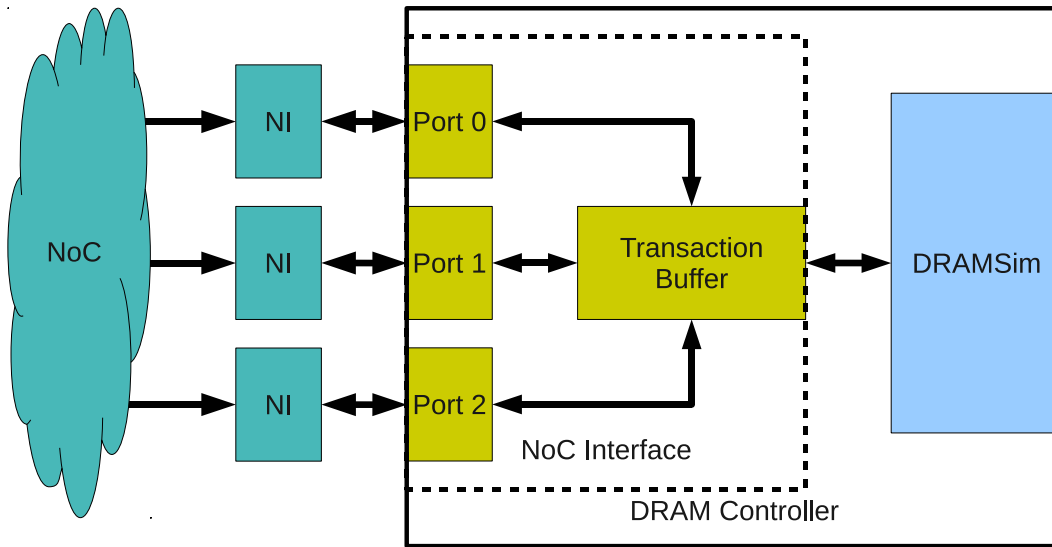 NI
Port 0
NoC
NI
Port 1
Transaction
Buffer
DRAMSim
NI
Port 2
NoC Interface
DRAM Controller